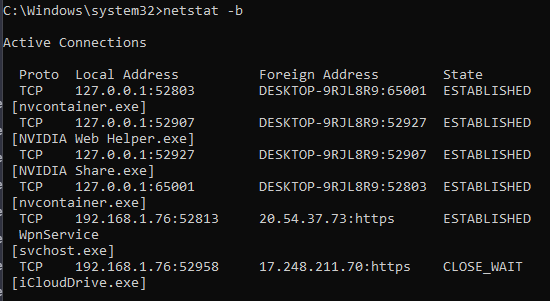 C:\Windows\system32>netstat -b
Active Connections
Proto  Local Address          Foreign Address        State
TCP    127.0.0.1:52803        DESKTOP-9RJL8R9:65001  ESTABLISHED
[nvcontainer.exe]
TCP    127.0.0.1:52907        DESKTOP-9RJL8R9:52927  ESTABLISHED
[NVIDIA Web Helper.exe]
TCP    127.0.0.1:52927        DESKTOP-9RJL8R9:52907  ESTABLISHED
[NVIDIA Share.exe]
TCP    127.0.0.1:65001        DESKTOP-9RJL8R9:52803  ESTABLISHED
[nvcontainer.exe]
TCP    192.168.1.76:52813     20.54.37.73:https      ESTABLISHED
WpnService
[svchost.exe]
TCP    192.168.1.76:52958     17.248.211.70:https    CLOSE_WAIT
[iCloudDrive.exe]